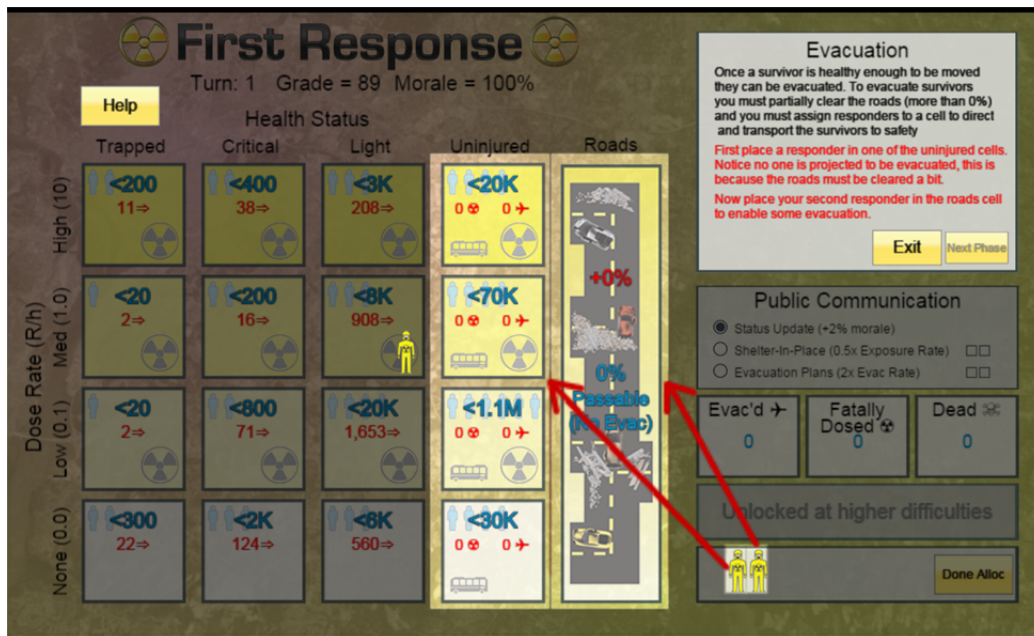 First Response
Turn: 1 Grade = 89 Morale = 100%
Help
Health Status
Trapped Critical Light Uninjured Roads
Dose Rate (R/h)
High (10)
<200 <400 <3K <20K
11⇒ 38⇒ 208⇒ 0 0
+0%
Med (1.0)
<20 <200 <8K <70K
2⇒ 16⇒ 908⇒ 0 0
0%
Passable
(No Evac)
Low (0.1)
<20 <800 <20K <1.1M
2⇒ 71⇒ 1,653⇒ 0 0
None (0.0)
<300 <2K <8K <30K
22⇒ 124⇒ 560⇒ 0 0
Evacuation
Once a survivor is healthy enough to be moved
they can be evacuated. To evacuate survivors
you must partially clear the roads (more than 0%)
and you must assign responders to a cell to direct
and transport the survivors to safety
First place a responder in one of the uninjured cells.
Notice no one is projected to be evacuated, this is
because the roads must be cleared a bit.
Now place your second responder in the roads cell
to enable some evacuation.
Exit Next Phase
Public Communication
Status Update (+2% morale)
Shelter-In-Place (0.5x Exposure Rate)
Evacuation Plans (2x Evac Rate)
Evac'd
0
Fatally
Dosed
0
Dead
0
Unlocked at higher difficulties
Done Alloc